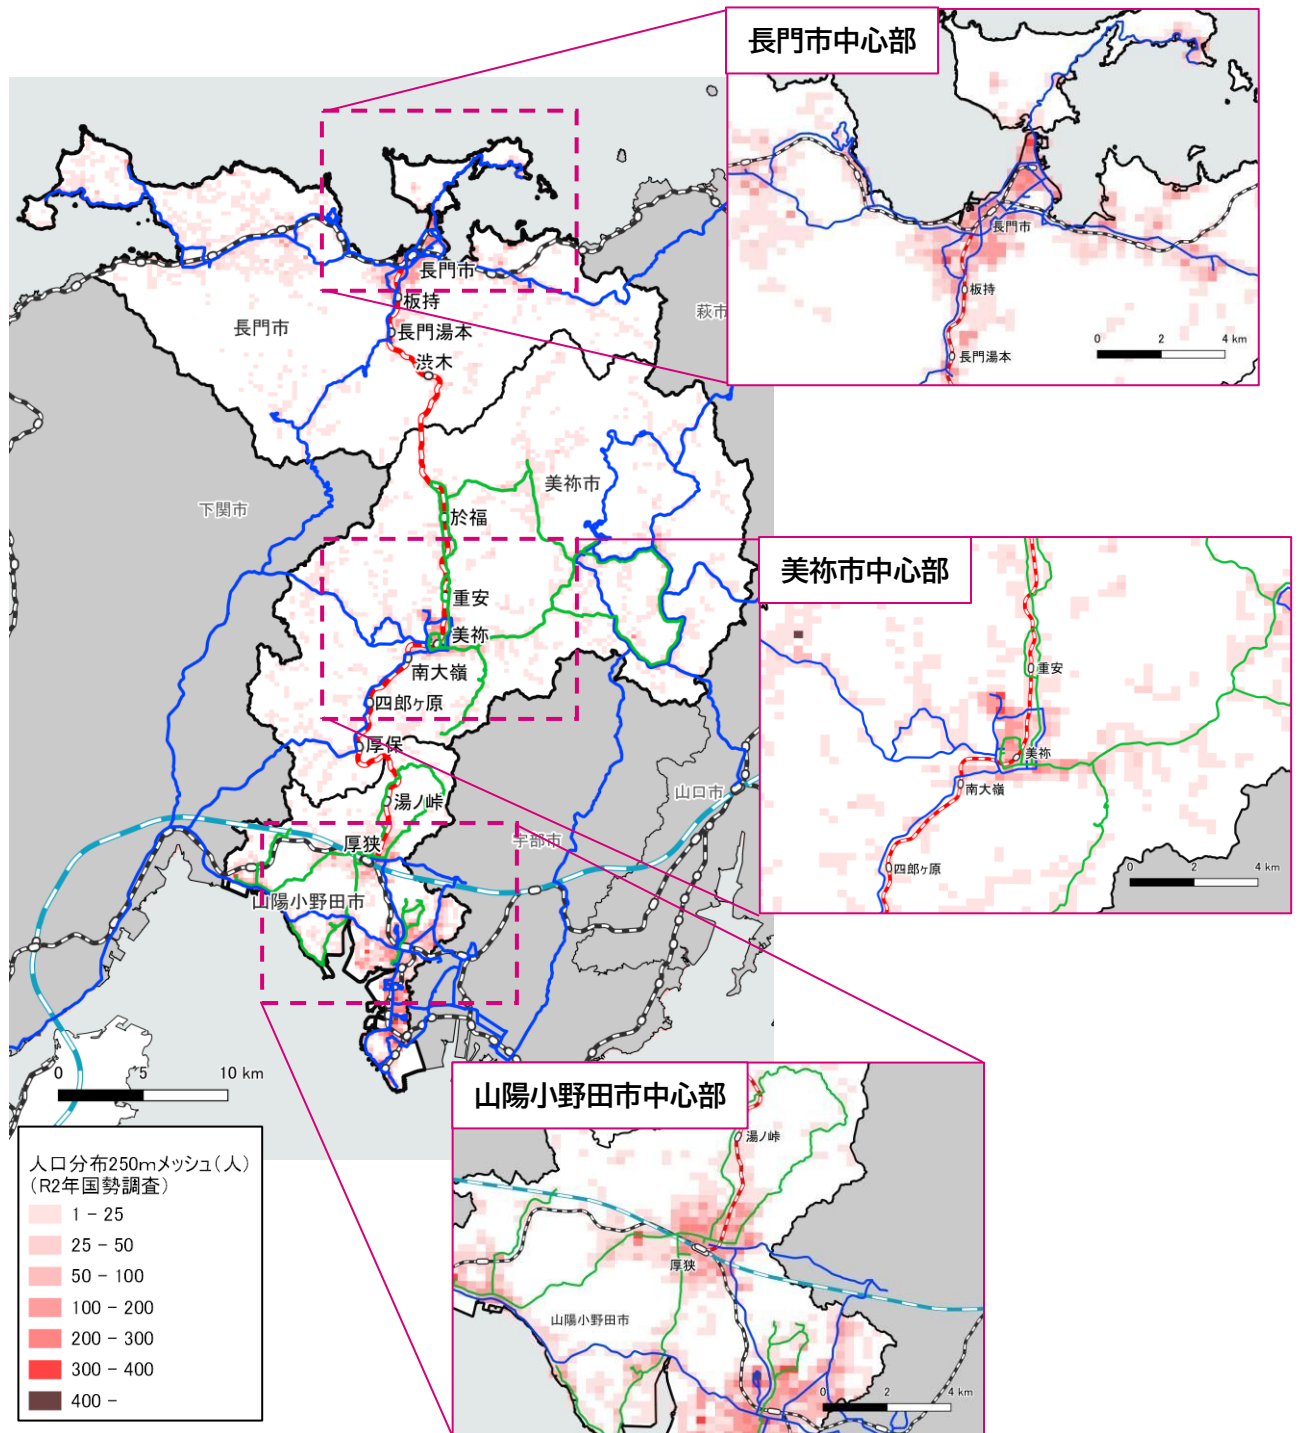 長門市中心部
長門市
板持
長門湯本
0 2 4 km
長門市
板持
長門湯本
渋木
長門市
萩市
美祢市
下関市
於福
重安
美祢
南大嶺
四郎ヶ原
厚保
湯ノ峠
厚狭
山口市
宇部市
山陽小野田市
0 5 10 km
美祢市中心部
重安
美祢
南大嶺
四郎ヶ原
0 2 4 km
山陽小野田市中心部
湯ノ峠
厚狭
山陽小野田市
0 2 4 km
人口分布250mメッシュ(人)
(R2年国勢調査)
1 - 25
25 - 50
50 - 100
100 - 200
200 - 300
300 - 400
400 -